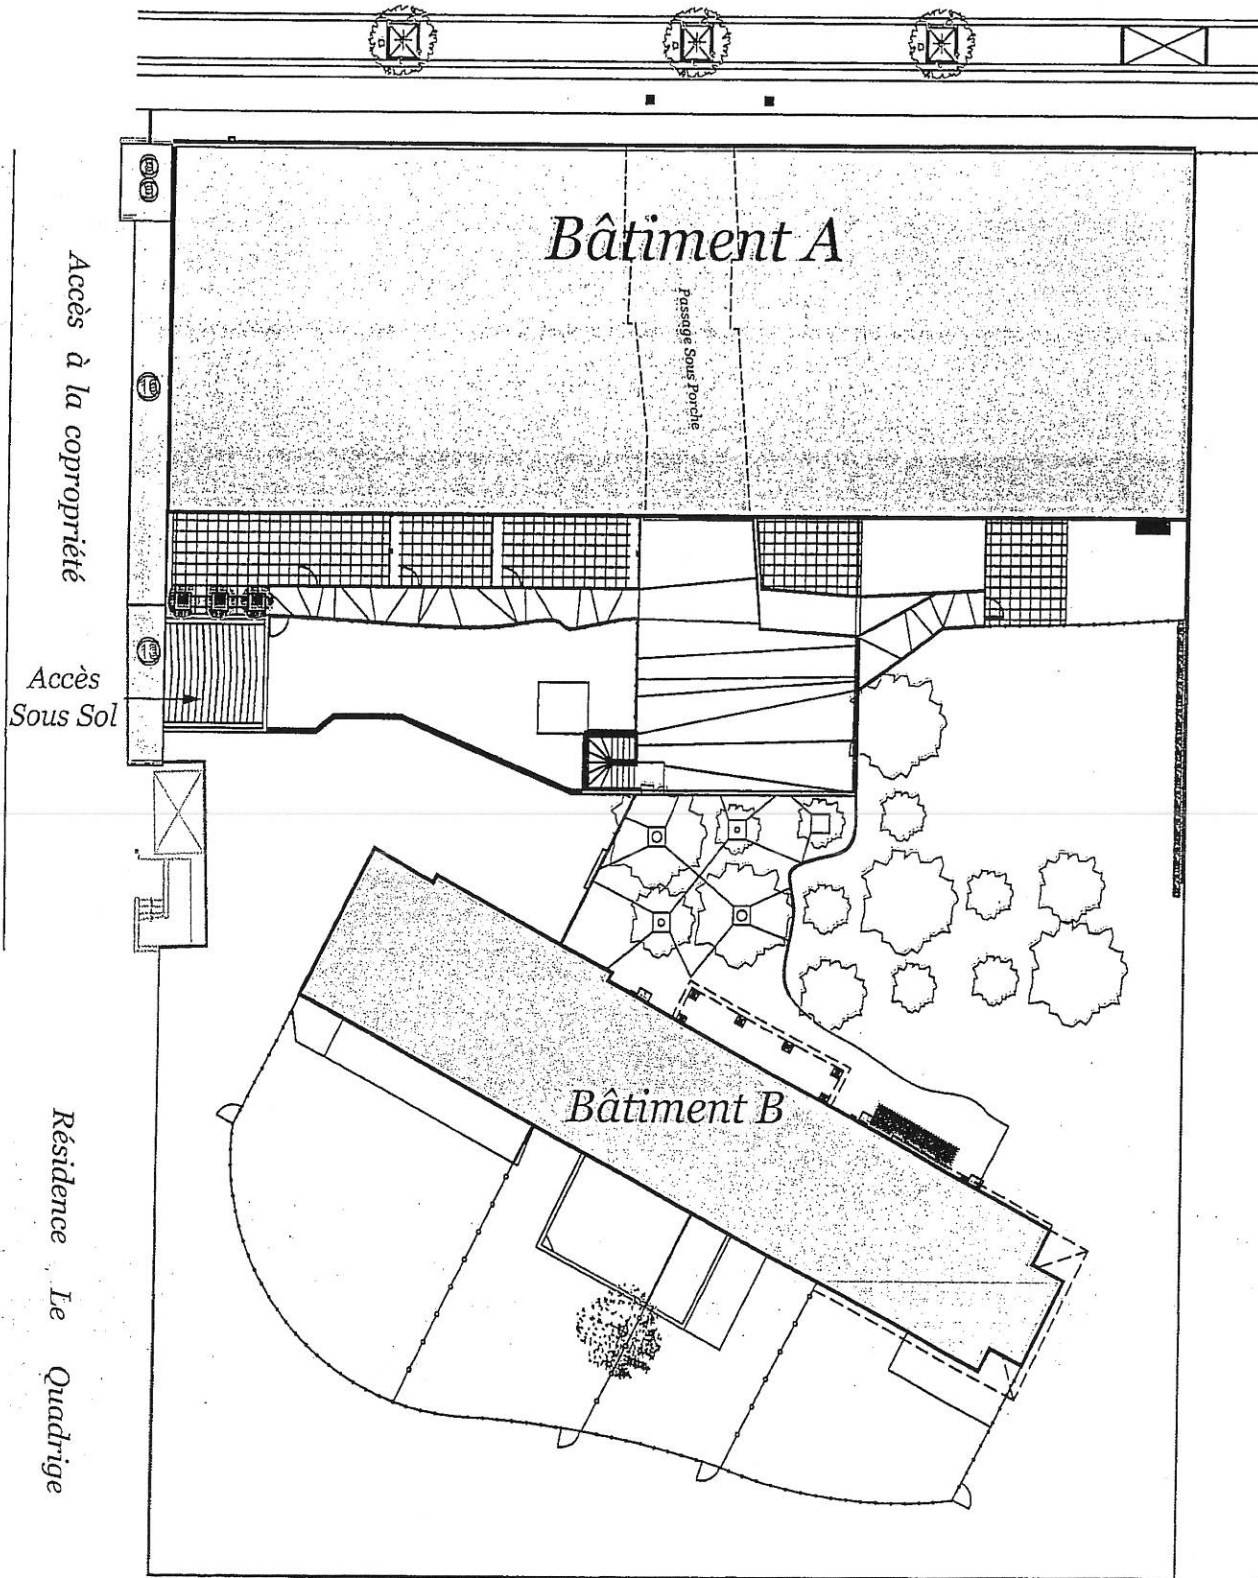 Bâtiment A
Passage Sous Porche
Accès à la copropriété
Accès
Sous Sol
Bâtiment B
Résidence Le Quadrige